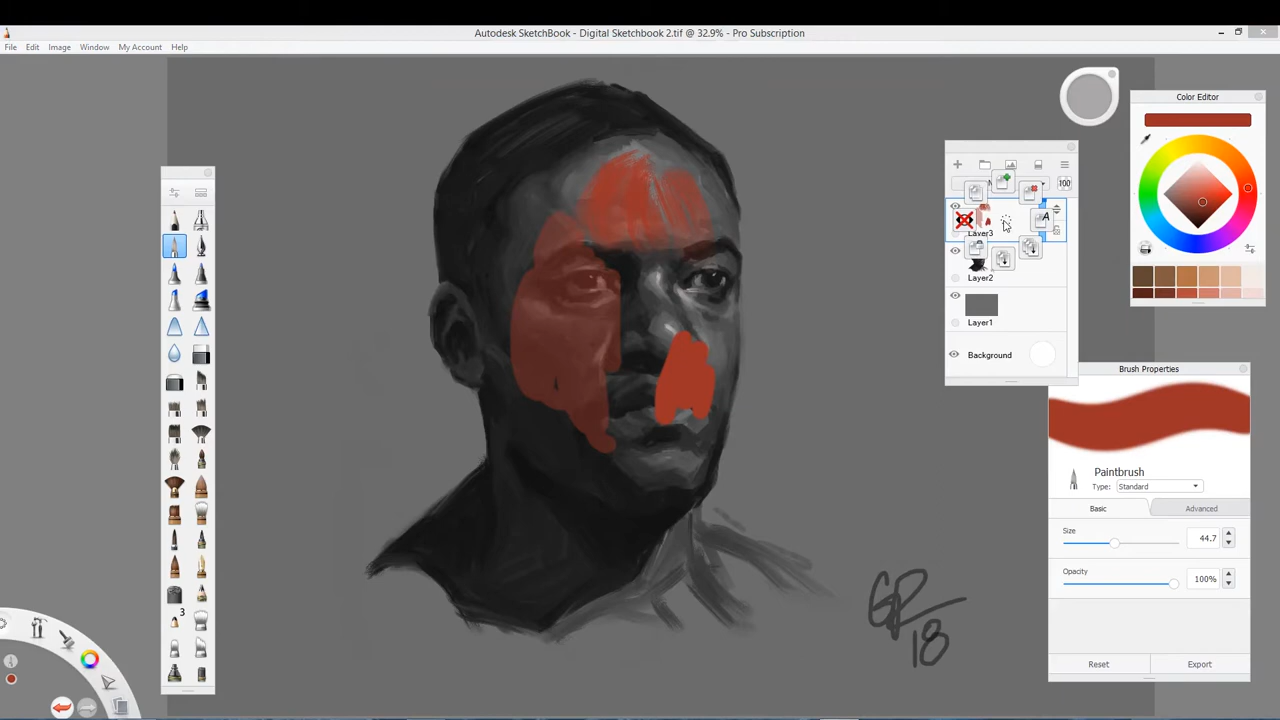 Autodesk SketchBook - Digital Sketchbook 2.tif @ 32.9% - Pro Subscription
File Edit Image Window My Account Help
Color Editor
100
A
Layer3
Layer2
Layer1
Background
Brush Properties
Paintbrush
Type: Standard
Basic Advanced
Size
44.7
Opacity
100%
Reset Export
3
18